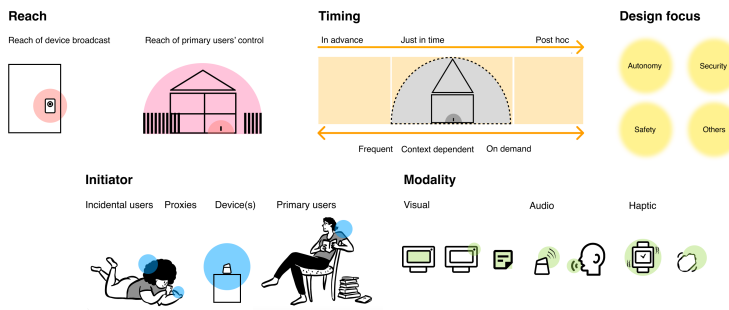 Reach
Reach of device broadcast
Reach of primary users' control
Timing
In advance
Just in time
Post hoc
Frequent
Context dependent
On demand
Design focus
Autonomy
Security
Safety
Others
Initiator
Incidental users
Proxies
Device(s)
Primary users
Modality
Visual
Audio
Haptic